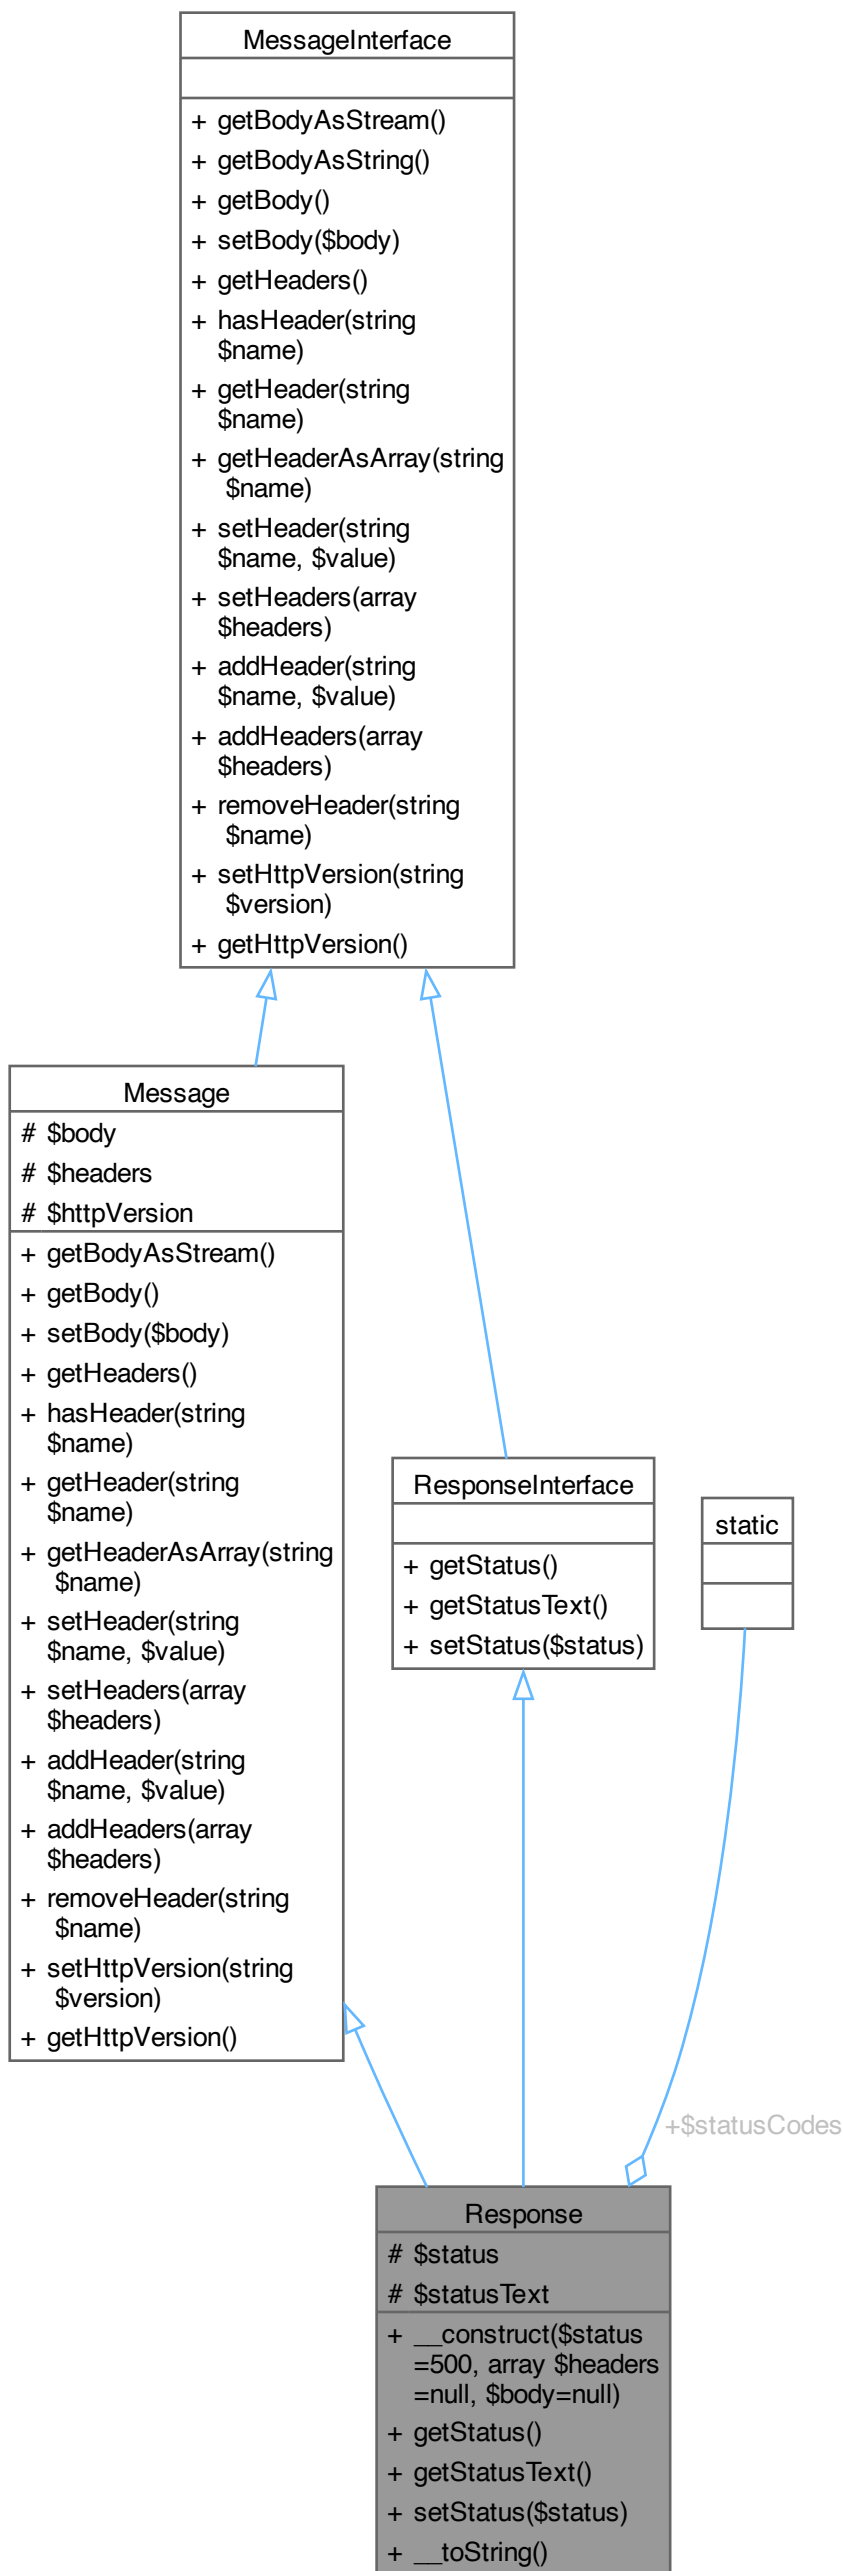 MessageInterface
+ getBodyAsStream()
+ getBodyAsString()
+ getBody()
+ setBody($body)
+ getHeaders()
+ hasHeader(string
$name)
+ getHeader(string
$name)
+ getHeaderAsArray(string
$name)
+ setHeader(string
$name, $value)
+ setHeaders(array
$headers)
+ addHeader(string
$name, $value)
+ addHeaders(array
$headers)
+ removeHeader(string
$name)
+ setHttpVersion(string
$version)
+ getHttpVersion()
Message
# $body
# $headers
# $httpVersion
+ getBodyAsStream()
+ getBody()
+ setBody($body)
+ getHeaders()
+ hasHeader(string
$name)
+ getHeader(string
$name)
+ getHeaderAsArray(string
$name)
+ setHeader(string
$name, $value)
+ setHeaders(array
$headers)
+ addHeader(string
$name, $value)
+ addHeaders(array
$headers)
+ removeHeader(string
$name)
+ setHttpVersion(string
$version)
+ getHttpVersion()
ResponseInterface
+ getStatus()
+ getStatusText()
+ setStatus($status)
static
+$statusCodes
Response
# $status
# $statusText
+ __construct($status
=500, array $headers
=null, $body=null)
+ getStatus()
+ getStatusText()
+ setStatus($status)
+ __toString()